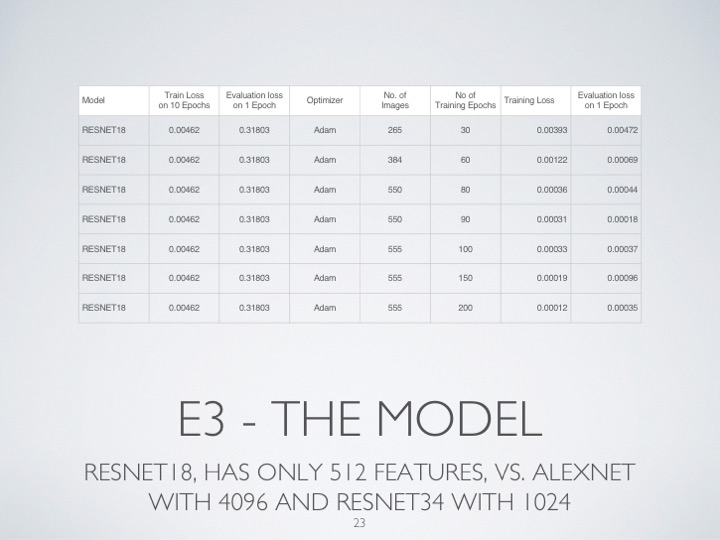 Model Train Loss on 10 Epochs Evaluation loss on 1 Epoch Optimizer No. of Images No of Training Epochs Training Loss Evaluation loss on 1 Epoch
RESNET18 0.00462 0.31803 Adam 265 30 0.00393 0.00472
RESNET18 0.00462 0.31803 Adam 384 60 0.00122 0.00069
RESNET18 0.00462 0.31803 Adam 550 80 0.00036 0.00044
RESNET18 0.00462 0.31803 Adam 550 90 0.00031 0.00018
RESNET18 0.00462 0.31803 Adam 555 100 0.00033 0.00037
RESNET18 0.00462 0.31803 Adam 555 150 0.00019 0.00096
RESNET18 0.00462 0.31803 Adam 555 200 0.00012 0.00035
E3 - THE MODEL
RESNET18, HAS ONLY 512 FEATURES, VS. ALEXNET
WITH 4096 AND RESNET34 WITH 1024
23